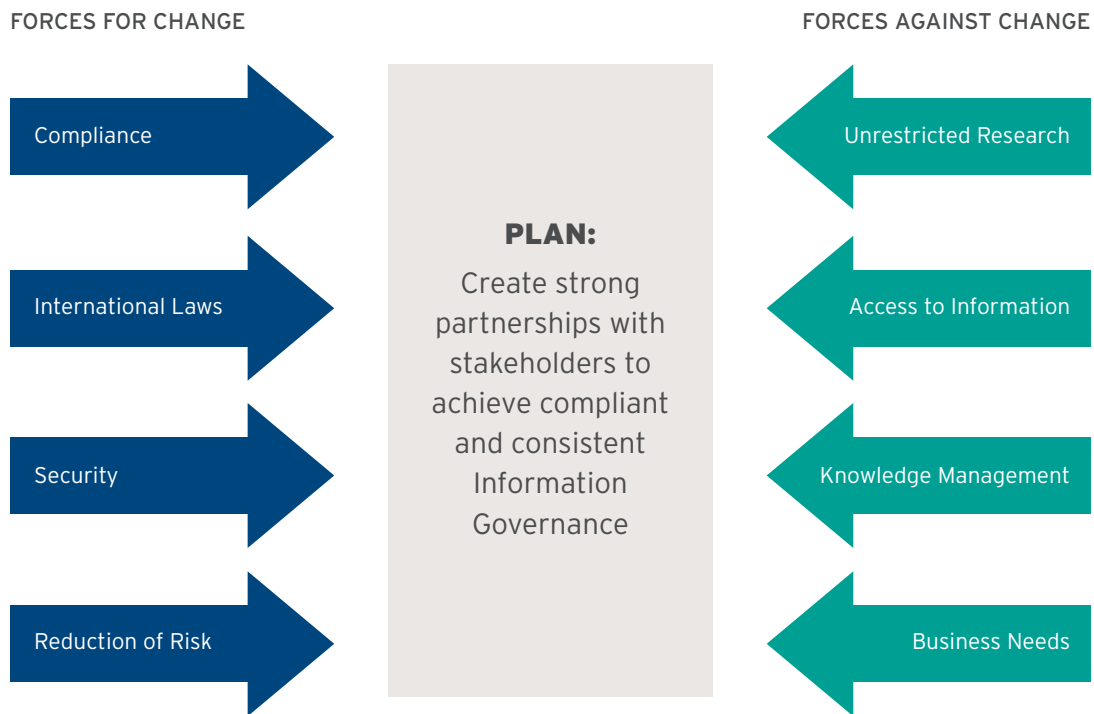 FORCES FOR CHANGE
FORCES AGAINST CHANGE
Compliance
International Laws
Security
Reduction of Risk
PLAN:
Create strong
partnerships with
stakeholders to
achieve compliant
and consistent
Information
Governance
Unrestricted Research
Access to Information
Knowledge Management
Business Needs